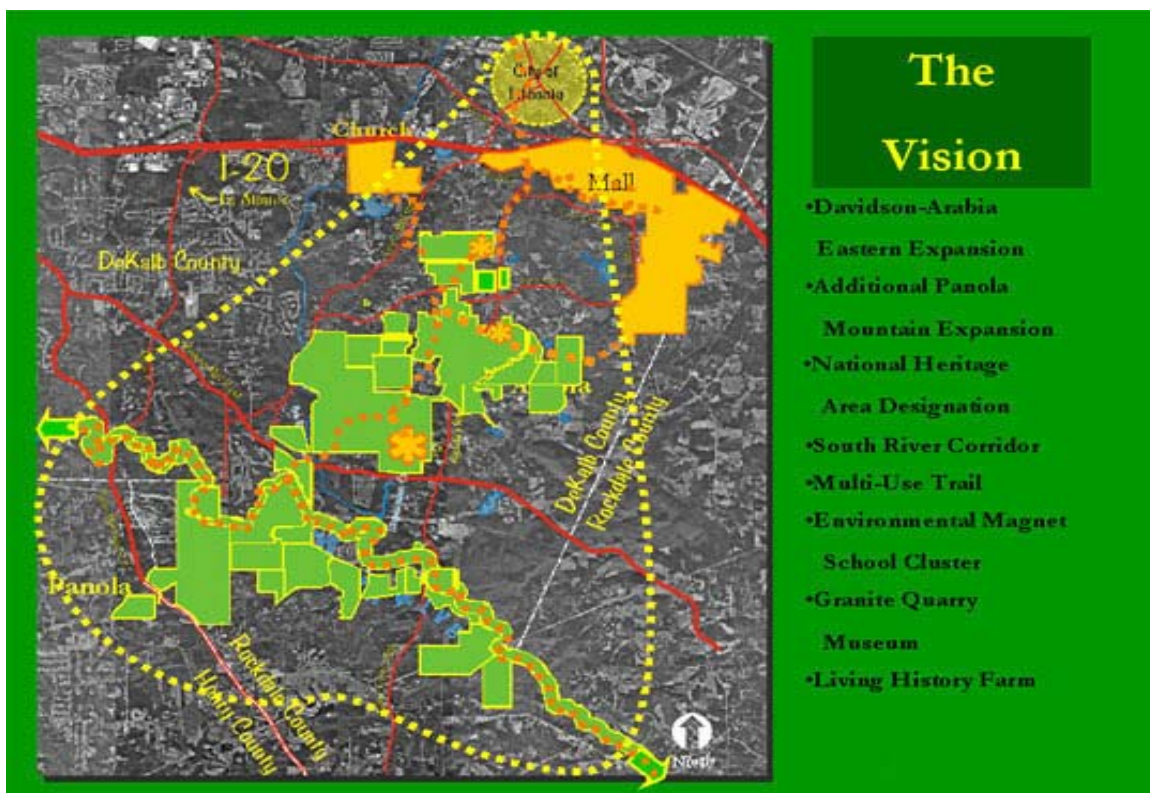 City of
Lithonia
Church
I-20
Mall
DeKalb County
DeKalb County
Rockdale County
Panola
Rockdale County
Henry County
North
The
Vision
•Davidson-Arabia
Eastern Expansion
•Additional Panola
Mountain Expansion
•National Heritage
Area Designation
•South River Corridor
•Multi-Use Trail
•Environmental Magnet
School Cluster
•Granite Quarry
Museum
•Living History Farm